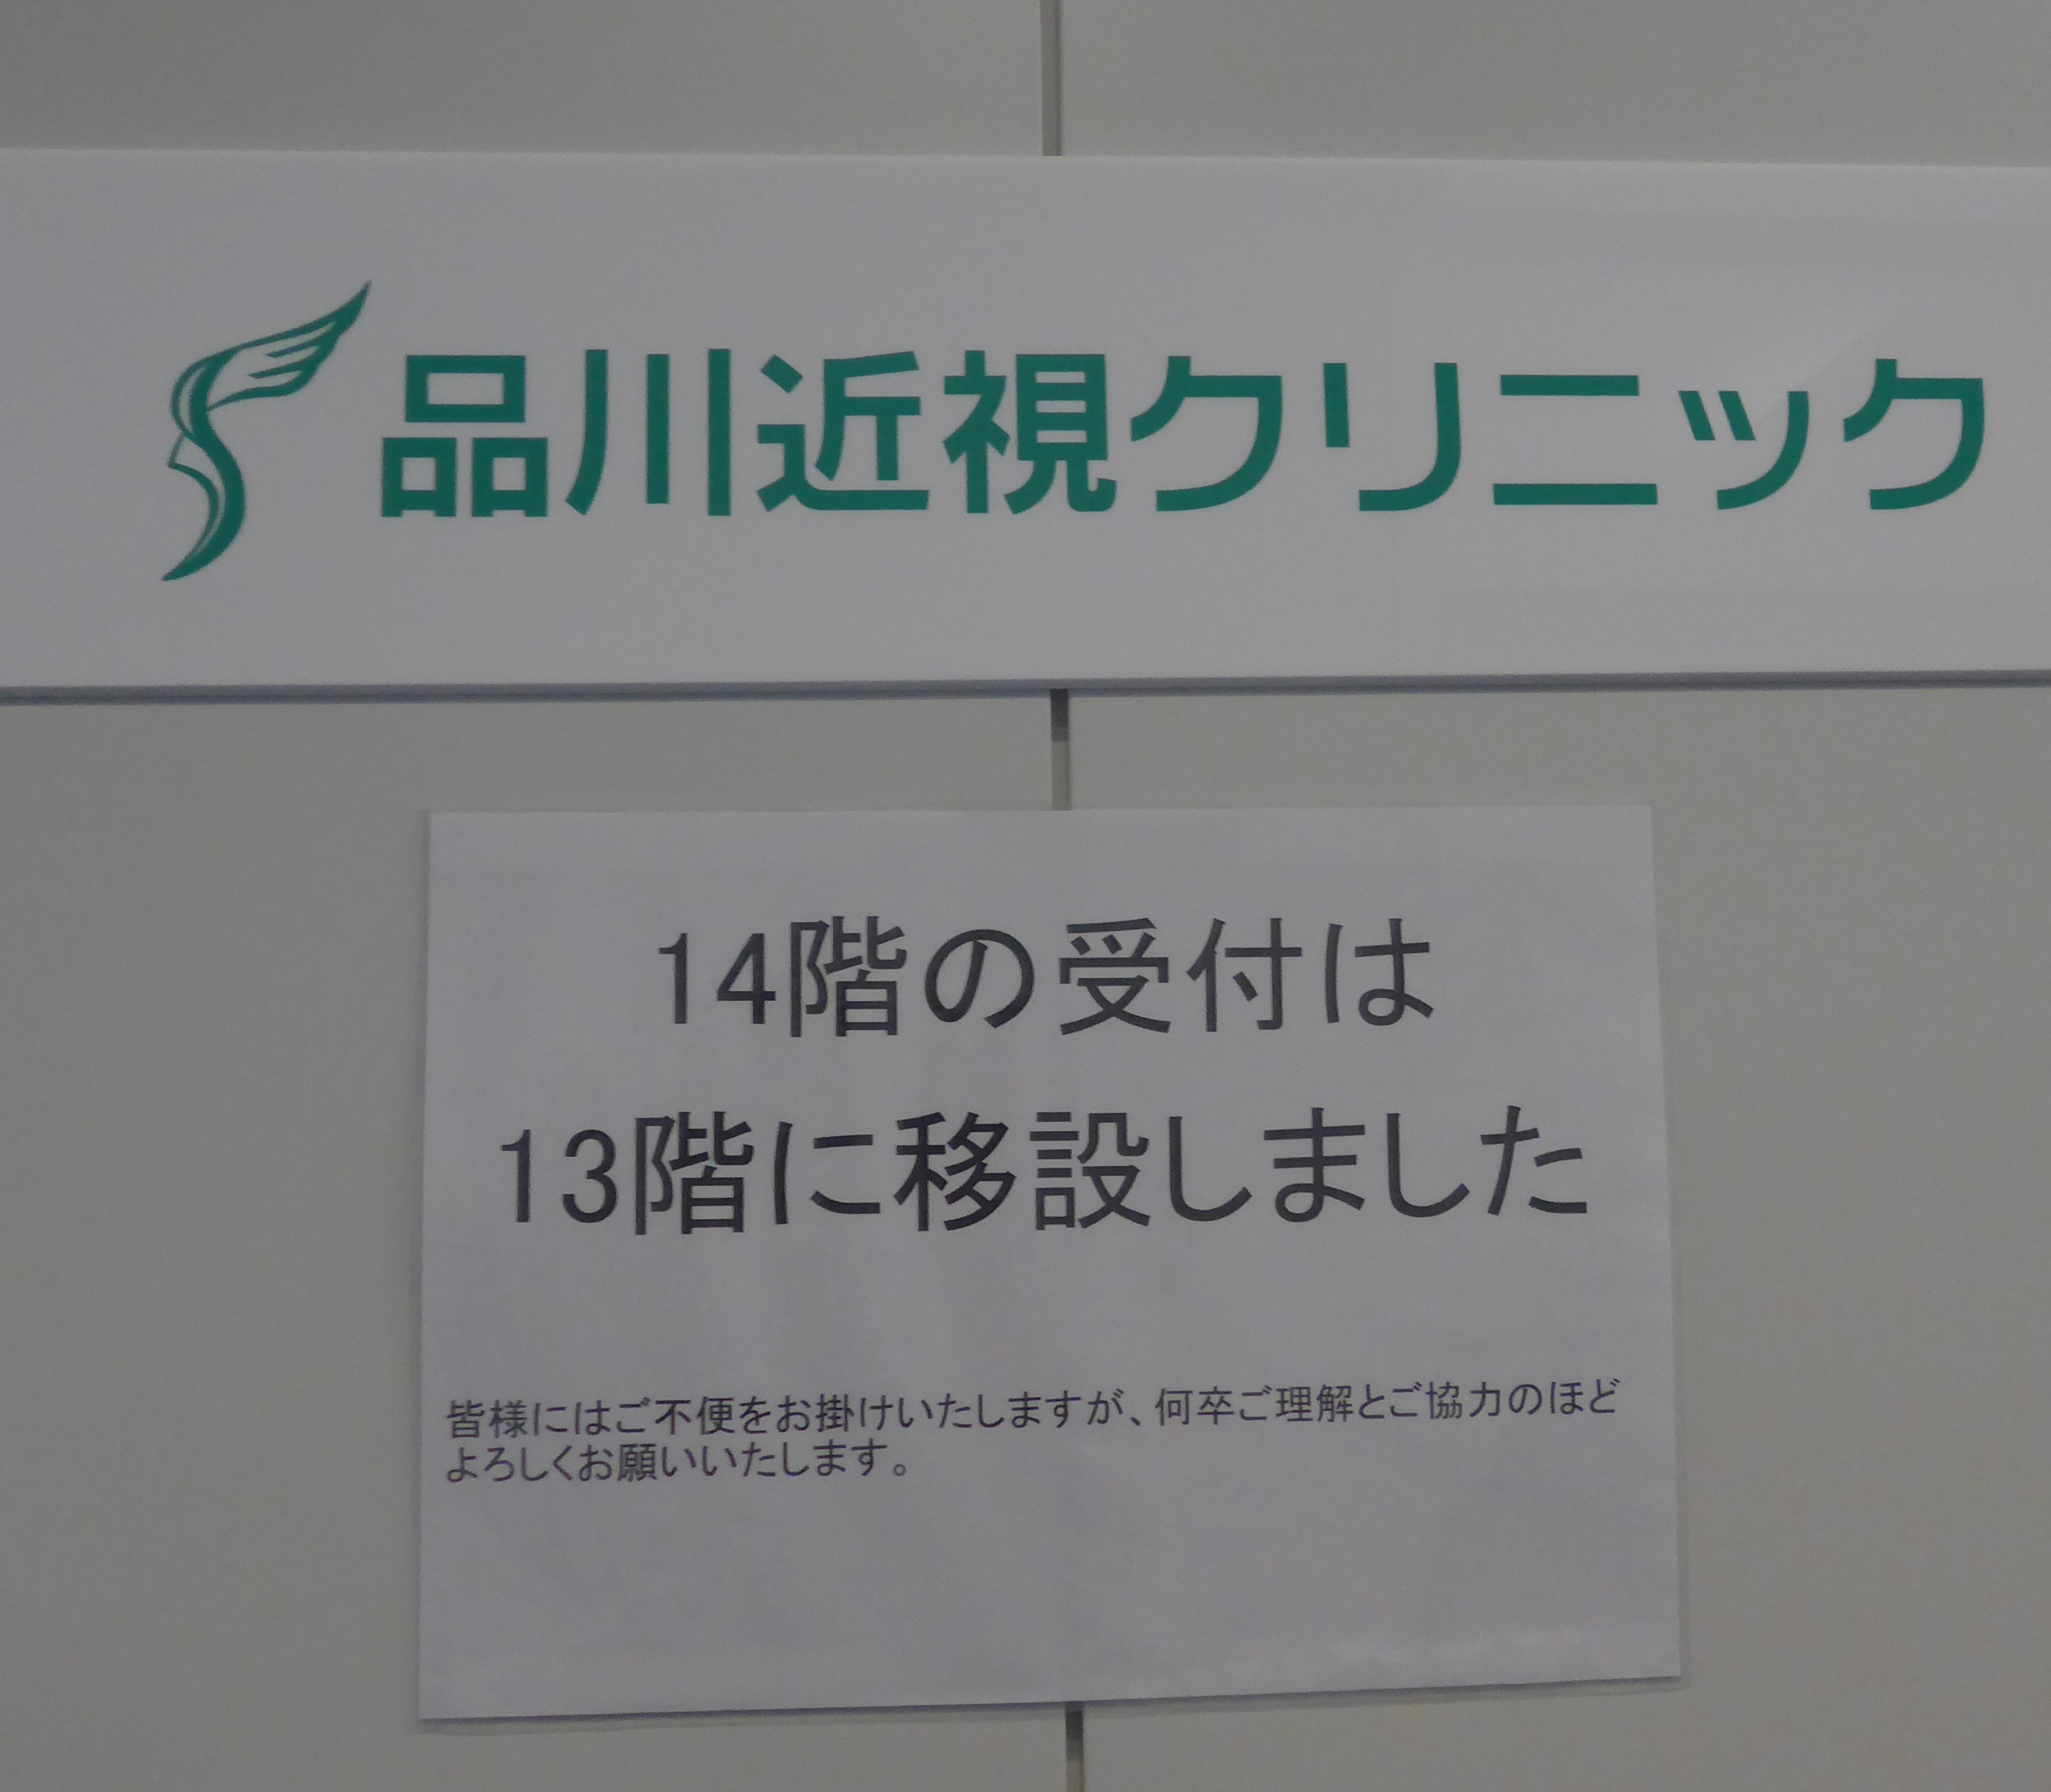 品川近視クリニック
14階の受付は
13階に移設しました
皆様にはご不便をお掛けいたしますが、何卒ご理解とご協力のほど
よろしくお願いいたします。